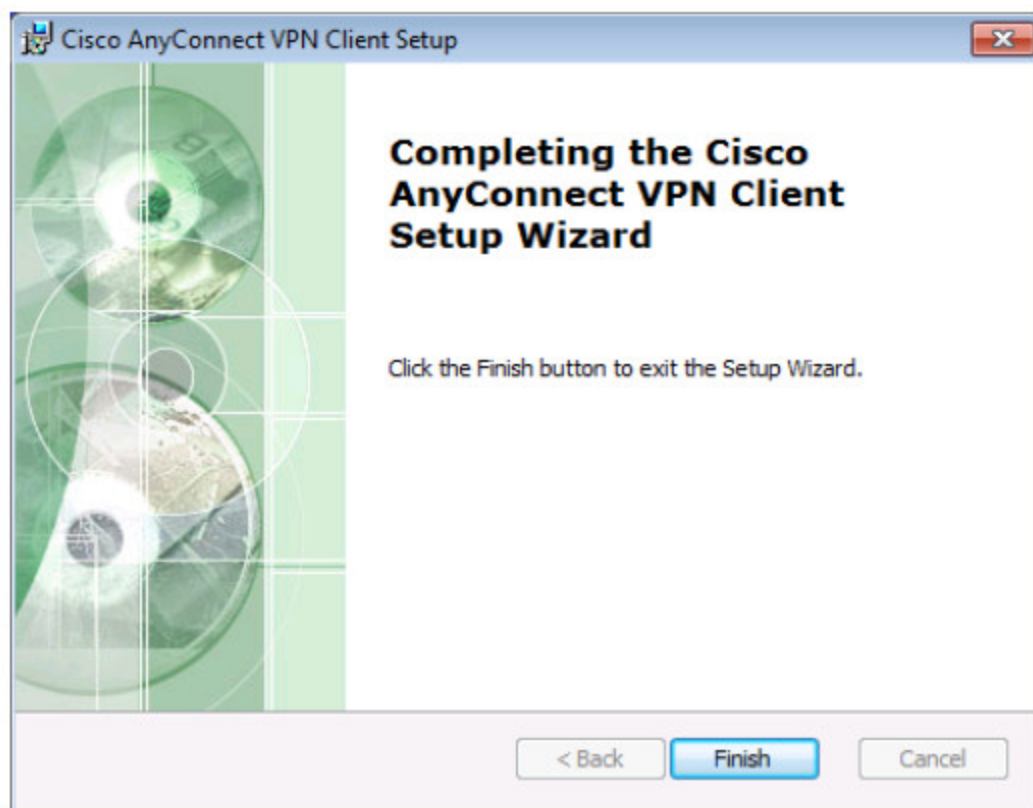 Cisco AnyConnect VPN Client Setup
Completing the Cisco
AnyConnect VPN Client
Setup Wizard
Click the Finish button to exit the Setup Wizard.
< Back
Finish
Cancel